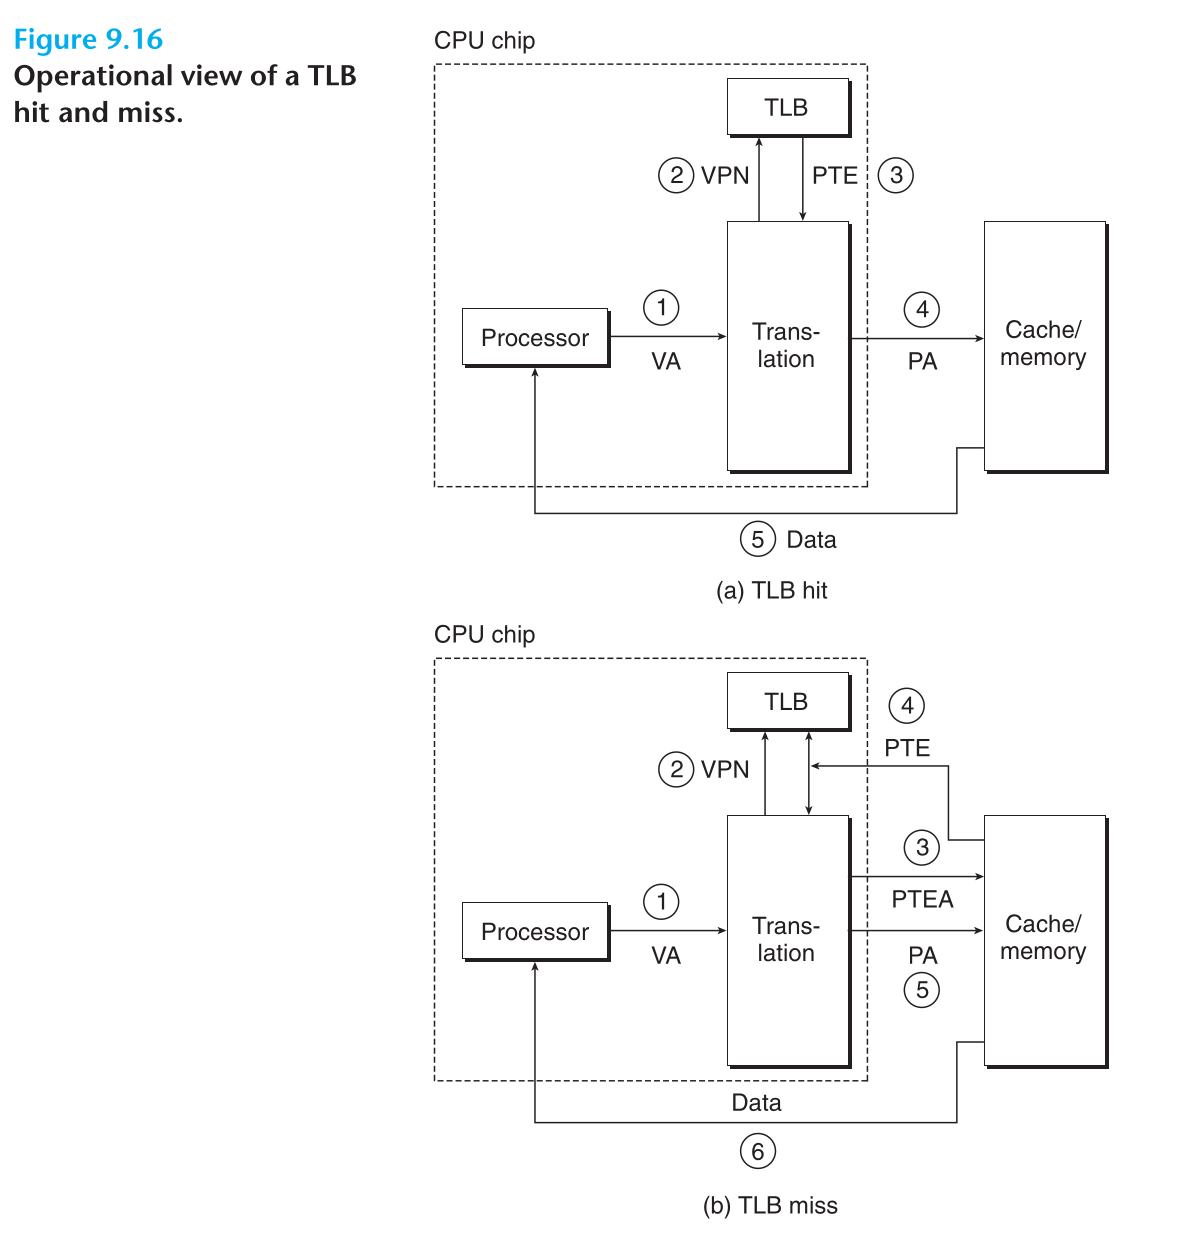 Figure 9.16
Operational view of a TLB
hit and miss.
CPU chip
TLB
2 VPN
PTE 3
1
4
Processor
Trans-
lation
Cache/
memory
VA
PA
5 Data
(a) TLB hit
CPU chip
TLB
4
PTE
2 VPN
3
PTEA
1
Processor
Trans-
lation
Cache/
memory
VA
PA
5
Data
6
(b) TLB miss